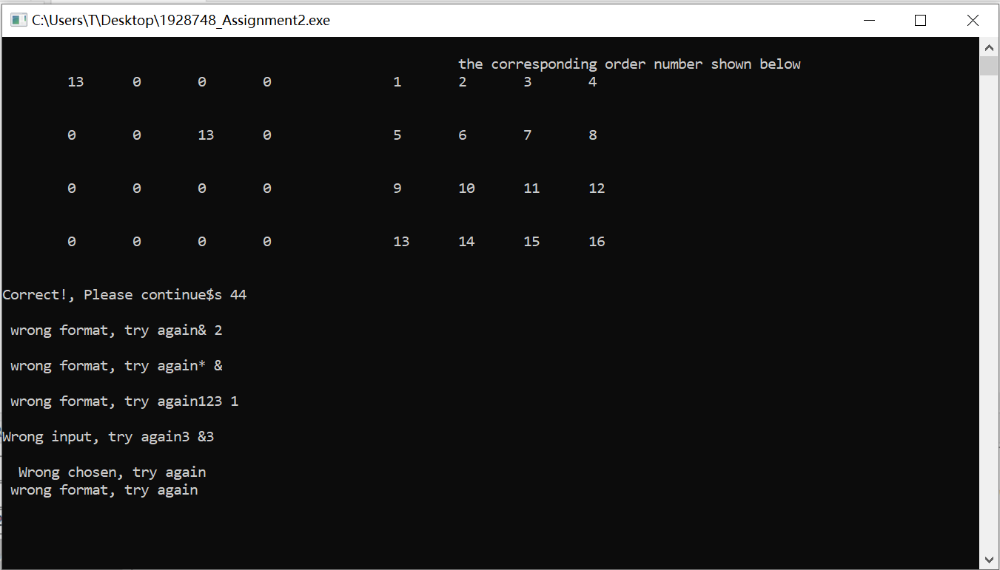 C:\Users\T\Desktop\1928748_Assignment2.exe
the corresponding order number shown below
13 0 0 0 1 2 3 4
0 0 13 0 5 6 7 8
0 0 0 0 9 10 11 12
0 0 0 0 13 14 15 16
Correct!, Please continue$s 44
wrong format, try again& 2
wrong format, try again* &
wrong format, try again123 1
Wrong input, try again3 &3
Wrong chosen, try again
wrong format, try again